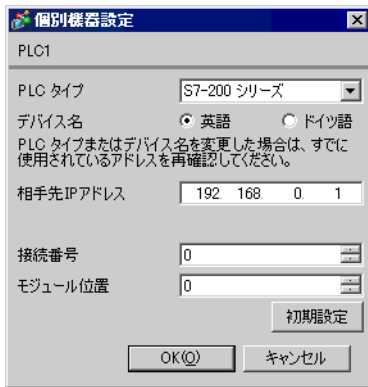 個別機器設定
PLC1
PLC タイプ S7-200 シリーズ
デバイス名 英語 ドイツ語
PLC タイプまたはデバイス名を変更した場合は、すでに
使用されているアドレスを再確認してください。
相手先IPアドレス 192. 168. 0. 1
接続番号 0
モジュール位置 0
初期設定
OK(O) キャンセル